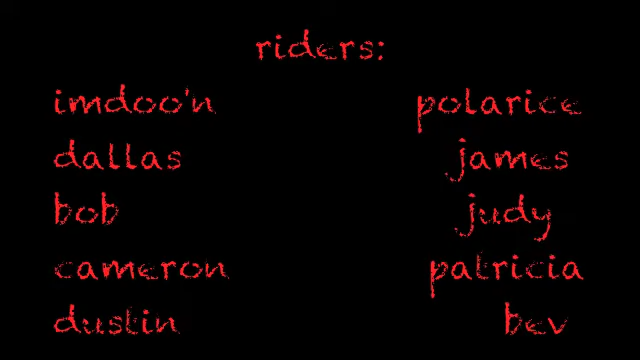 riders:
imdoo'n polarice
dallas james
bob judy
cameron patricia
dustin bev